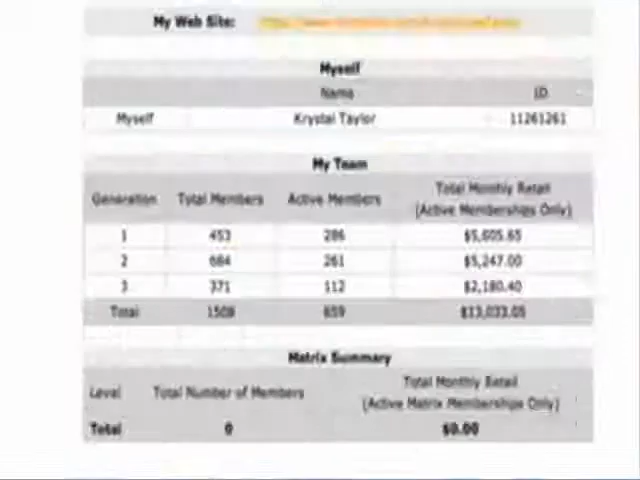 My Web Site:
Myself
Name ID
Myself Krystal Taylor 11261261
My Team
Generation Total Members Active Members Total Monthly Retail
(Active Memberships Only)
1 453 286 $5,605.65
2 684 261 $5,247.00
3 371 112 $2,180.40
Total 1508 659 $13,033.05
Matrix Summary
Level Total Number of Members Total Monthly Retail
(Active Matrix Memberships Only)
Total 0 $0.00